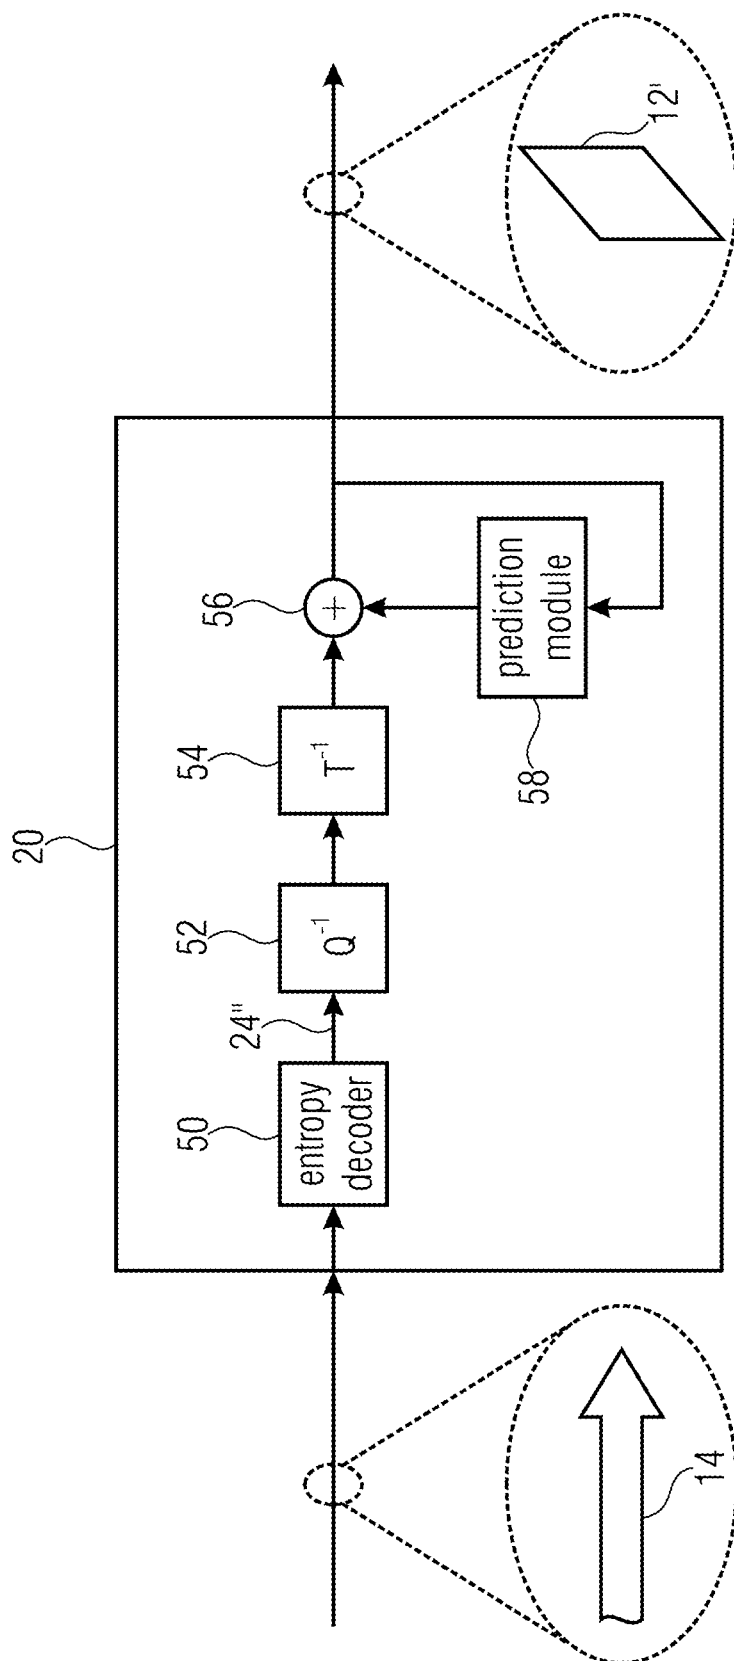 20
50
entropy
decoder
24"
52
Q⁻¹
54
T⁻¹
56
+
58
prediction
module
14
12"